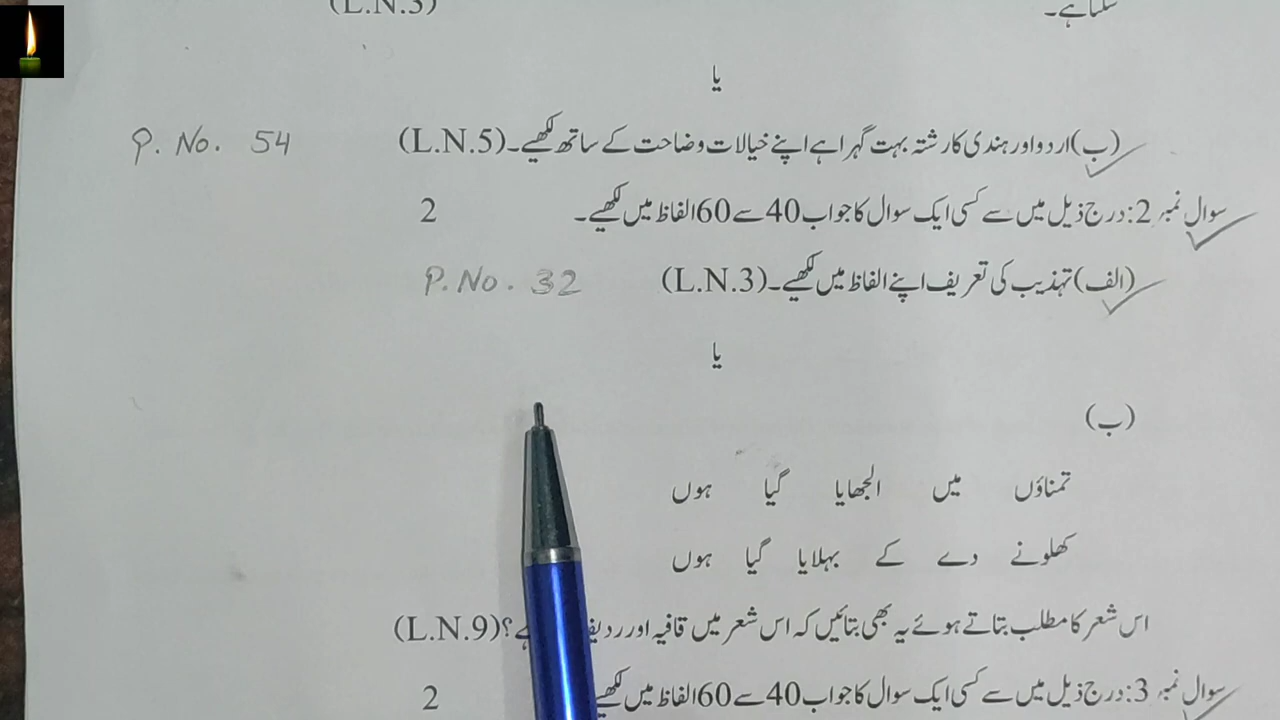 (L.N.3)
سکتا ہے۔
یا
(ب) اردو اور ہندی کا رشتہ بہت گہرا ہے اپنے خیالات وضاحت کے ساتھ لکھیے۔ (L.N.5) P. No. 54
سوال نمبر 2: درج ذیل میں سے کسی ایک سوال کا جواب 40 سے 60 الفاظ میں لکھیے۔ 2
(الف) تہذیب کی تعریف اپنے الفاظ میں لکھیے۔ (L.N.3) P. No. 32
یا
(ب)
تمناؤں میں الجھایا گیا ہوں
کھلونے دے کے بہلایا گیا ہوں
اس شعر کا مطلب بتاتے ہوئے یہ بھی بتائیں کہ اس شعر میں قافیہ اور ہے؟ (L.N.9)
سوال نمبر 3: درج ذیل میں سے کسی ایک سوال کا جواب 40 سے 60 الفاظ میں لکھیے 2